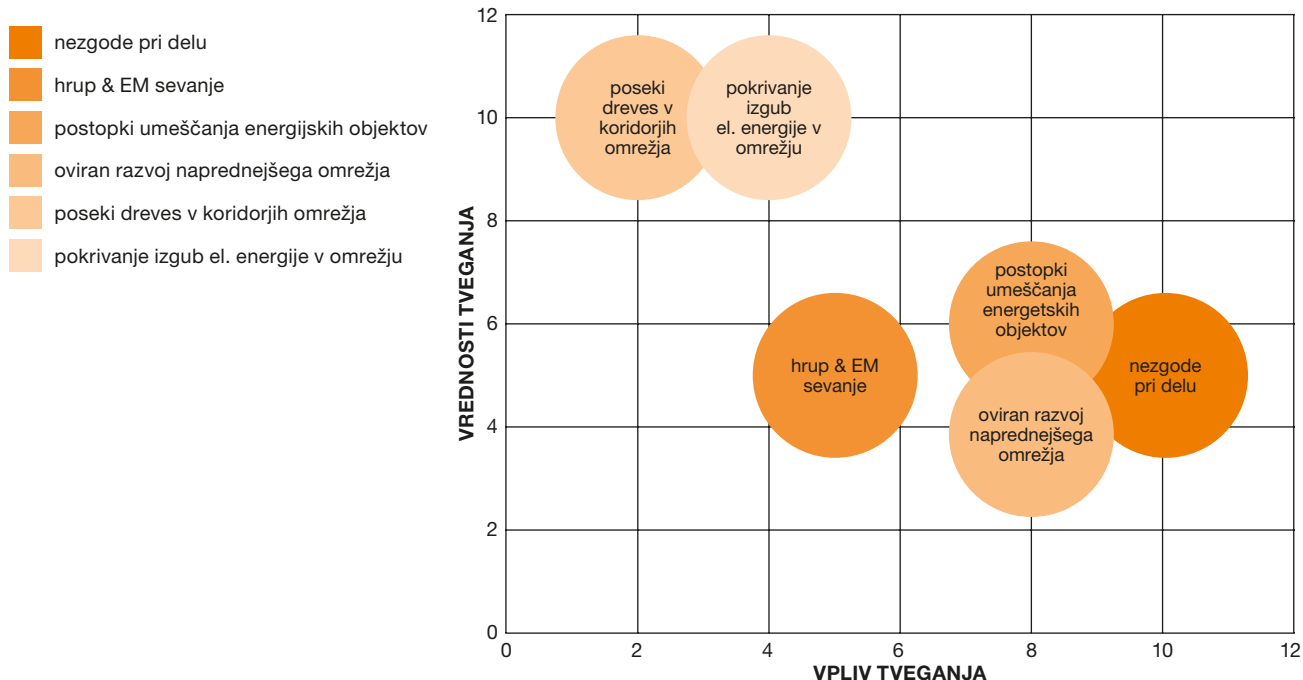 nezgode pri delu
hrup & EM sevanje
postopki umeščanja energijskih objektov
oviran razvoj naprednejšega omrežja
poseki dreves v koridorjih omrežja
pokrivanje izgub el. energije v omrežju
VREDNOSTI TVEGANJA
12
10
8
6
4
2
0
poseki
dreves v
koridorjih
omrežja
pokrivanje
izgub
el. energije v
omrežju
postopki
umeščanja
energetskih
objektov
hrup & EM
sevanje
nezgode
pri delu
oviran razvoj
naprednejšega
omrežja
0 2 4 6 8 10 12
VPLIV TVEGANJA